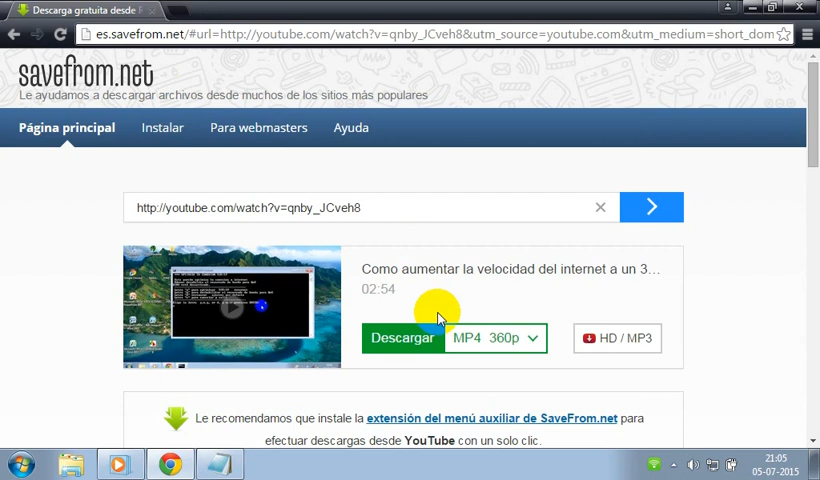 Descarga gratuita desde
es.savefrom.net/#url=http://youtube.com/watch?v=qnby_JCveh8&utm_source=youtube.com&utm_medium=short_dom
savefrom.net
Le ayudamos a descargar archivos desde muchos de los sitios más populares
Página principal Instalar Para webmasters Ayuda
http://youtube.com/watch?v=qnby_JCveh8
Como aumentar la velocidad del internet a un 3...
02:54
Descargar MP4 360p HD / MP3
Le recomendamos que instale la extensión del menú auxiliar de SaveFrom.net para
efectuar descargas desde YouTube con un solo clic.
21:05
05-07-2015